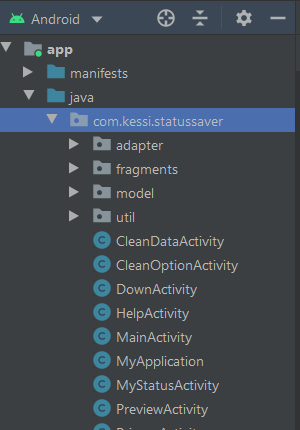 Android
app
manifests
java
com.kessi.statussaver
adapter
fragments
model
util
CleanDataActivity
CleanOptionActivity
DownActivity
HelpActivity
MainActivity
MyApplication
MyStatusActivity
PreviewActivity